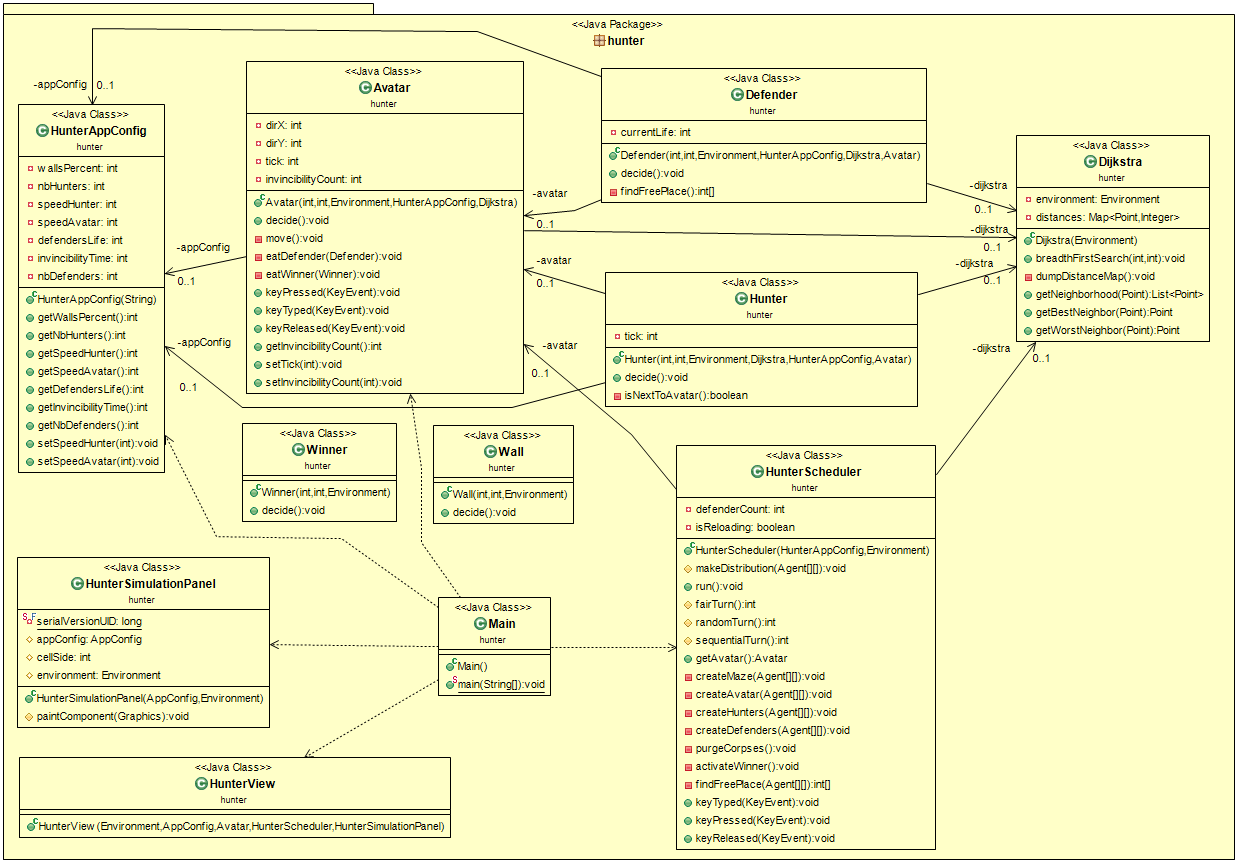 <<Java Package>>
hunter
-appConfig
0..1
<<Java Class>>
HunterAppConfig
hunter
wallsPercent: int
nbHunters: int
speedHunter: int
speedAvatar: int
defendersLife: int
invincibilityTime: int
nbDefenders: int
HunterAppConfig(String)
getWallsPercent():int
getNbHunters():int
getSpeedHunter():int
getSpeedAvatar():int
getDefendersLife():int
getInvincibilityTime():int
getNbDefenders():int
setSpeedHunter(int):void
setSpeedAvatar(int):void
-appConfig
0..1
-appConfig
0..1
<<Java Class>>
Avatar
hunter
dirX: int
dirY: int
tick: int
invincibilityCount: int
Avatar(int,int,Environment,HunterAppConfig,Dijkstra)
decide():void
move():void
eatDefender(Defender):void
eatWinner(Winner):void
keyPressed(KeyEvent):void
keyTyped(KeyEvent):void
keyReleased(KeyEvent):void
getInvincibilityCount():int
setTick(int):void
setInvincibilityCount(int):void
<<Java Class>>
Defender
hunter
currentLife: int
Defender(int,int,Environment,HunterAppConfig,Dijkstra,Avatar)
decide():void
findFreePlace():int[]
-avatar
0..1
-avatar
0..1
-avatar
0..1
-dijkstra
0..1
-dijkstra
0..1
-dijkstra
0..1
-dijkstra
0..1
<<Java Class>>
Dijkstra
hunter
environment: Environment
distances: Map<Point,Integer>
Dijkstra(Environment)
breadthFirstSearch(int,int):void
dumpDistanceMap():void
getNeighborhood(Point):List<Point>
getBestNeighbor(Point):Point
getWorstNeighbor(Point):Point
<<Java Class>>
Hunter
hunter
tick: int
Hunter(int,int,Environment,Dijkstra,HunterAppConfig,Avatar)
decide():void
isNextToAvatar():boolean
<<Java Class>>
Winner
hunter
Winner(int,int,Environment)
decide():void
<<Java Class>>
Wall
hunter
Wall(int,int,Environment)
decide():void
<<Java Class>>
HunterScheduler
hunter
defenderCount: int
isReloading: boolean
HunterScheduler(HunterAppConfig,Environment)
makeDistribution(Agent[][]):void
run():void
fairTurn():int
randomTurn():int
sequentialTurn():int
getAvatar():Avatar
createMaze(Agent[][]):void
createAvatar(Agent[][]):void
createHunters(Agent[][]):void
createDefenders(Agent[][]):void
purgeCorpses():void
activateWinner():void
findFreePlace(Agent[][]):int[]
keyTyped(KeyEvent):void
keyPressed(KeyEvent):void
keyReleased(KeyEvent):void
<<Java Class>>
HunterSimulationPanel
hunter
serialVersionUID: long
appConfig: AppConfig
cellSide: int
environment: Environment
HunterSimulationPanel(AppConfig,Environment)
paintComponent(Graphics):void
<<Java Class>>
Main
hunter
Main()
main(String[]):void
<<Java Class>>
HunterView
hunter
HunterView(Environment,AppConfig,Avatar,HunterScheduler,HunterSimulationPanel)